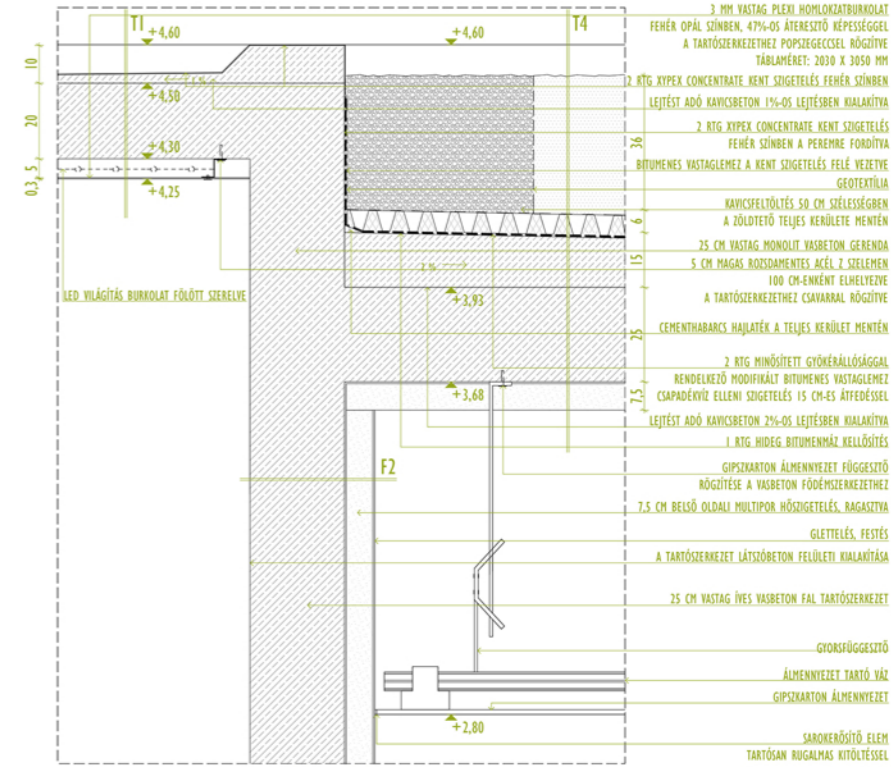 3 MM VASTAG PLEXI HOMLOKZATBURKOLAT
FEHÉR OPÁL SZÍNBEN, 47%-OS ÁTERESZTŐ KÉPESSÉGGEL
A TARTÓSZERKEZETHEZ POPSZEGECCSEL RÖGZÍTVE
TÁBLAMÉRET: 2030 X 3050 MM
2 RTG XYPEX CONCENTRATE KENT SZIGETELÉS FEHÉR SZÍNBEN
LEJTÉST ADÓ KAVICSBETON 1%-OS LEJTÉSBEN KIALAKÍTVA
2 RTG XYPEX CONCENTRATE KENT SZIGETELÉS
FEHÉR SZÍNBEN A PEREMRE FORDÍTVA
BITUMENES VASTAGLEMEZ A KENT SZIGETELÉS FELÉ VEZETVE
GEOTEXTÍLIA
KAVICSFELTÖLTÉS 50 CM SZÉLESSÉGBEN
A ZÖLDTETŐ TELJES KERÜLETE MENTÉN
25 CM VASTAG MONOLIT VASBETON GERENDA
5 CM MAGAS ROZSDAMENTES ACÉL Z SZELEMEN
100 CM-ENKÉNT ELHELYEZVE
A TARTÓSZERKEZETHEZ CSAVARRAL RÖGZÍTVE
CEMENTHABARCS HAJLATÉK A TELJES KERÜLET MENTÉN
2 RTG MINŐSÍTETT GYÖKÉRÁLLÓSÁGGAL
RENDELKEZŐ MODIFIKÁLT BITUMENES VASTAGLEMEZ
CSAPADÉKVÍZ ELLENI SZIGETELÉS 15 CM-ES ÁTFEDÉSSEL
LEJTÉST ADÓ KAVICSBETON 2%-OS LEJTÉSBEN KIALAKÍTVA
1 RTG HIDEG BITUMENMÁZ KELLŐSÍTÉS
GIPSZKARTON ÁLMENNYEZET FÜGGESZTŐ
RÖGZÍTÉSE A VASBETON FÖDÉMSZERKEZETHEZ
7,5 CM BELSŐ OLDALI MULTIPOR HŐSZIGETELÉS, RAGASZTVA
GLETTELÉS, FESTÉS
A TARTÓSZERKEZET LÁTSZÓBETON FELÜLETI KIALAKÍTÁSA
25 CM VASTAG ÍVES VASBETON FAL TARTÓSZERKEZET
GYORSFÜGGESZTŐ
ÁLMENNYEZET TARTÓ VÁZ
GIPSZKARTON ÁLMENNYEZET
SAROKERŐSÍTŐ ELEM
TARTÓSAN RUGALMAS KITÖLTÉSSEL
T1
T4
+4,60
+4,60
10
1 %
+4,50
20
+4,30
5
0,3
+4,25
36
6
15
2 %
LED VILÁGÍTÁS BURKOLAT FÖLÖTT SZERELVE
+3,93
25
+3,68
7,5
F2
+2,80